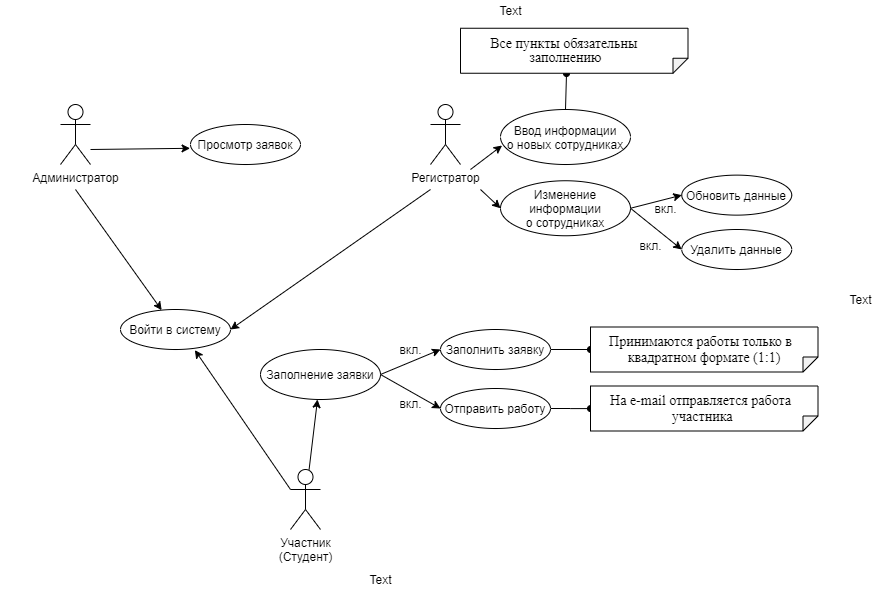 Text
Все пункты обязательны
заполнению
Администратор
Просмотр заявок
Регистратор
Ввод информации
о новых сотрудниках
Изменение
информации
о сотрудниках
вкл.
Обновить данные
вкл.
Удалить данные
Text
Войти в систему
Заполнение заявки
вкл.
Заполнить заявку
Принимаются работы только в
квадратном формате (1:1)
вкл.
Отправить работу
На e-mail отправляется работа
участника
Участник
(Студент)
Text